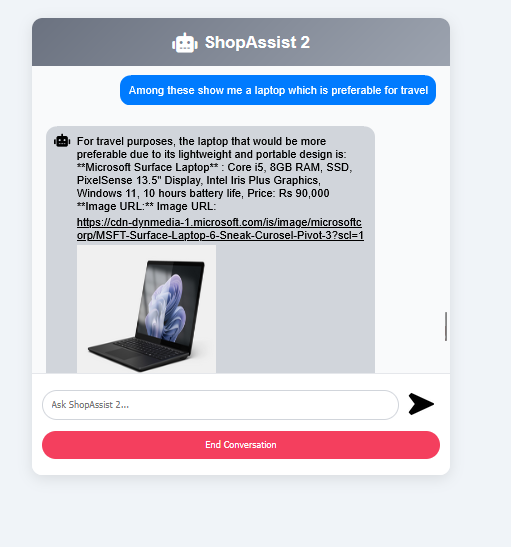 ShopAssist 2
Among these show me a laptop which is preferable for travel
For travel purposes, the laptop that would be more
preferable due to its lightweight and portable design is:
**Microsoft Surface Laptop** : Core i5, 8GB RAM, SSD,
PixelSense 13.5" Display, Intel Iris Plus Graphics,
Windows 11, 10 hours battery life, Price: Rs 90,000
**Image URL:** Image URL:
https://cdn-dynmedia-1.microsoft.com/is/image/microsoftc
orp/MSFT-Surface-Laptop-6-Sneak-Curosel-Pivot-3?scl=1
Ask ShopAssist 2...
End Conversation